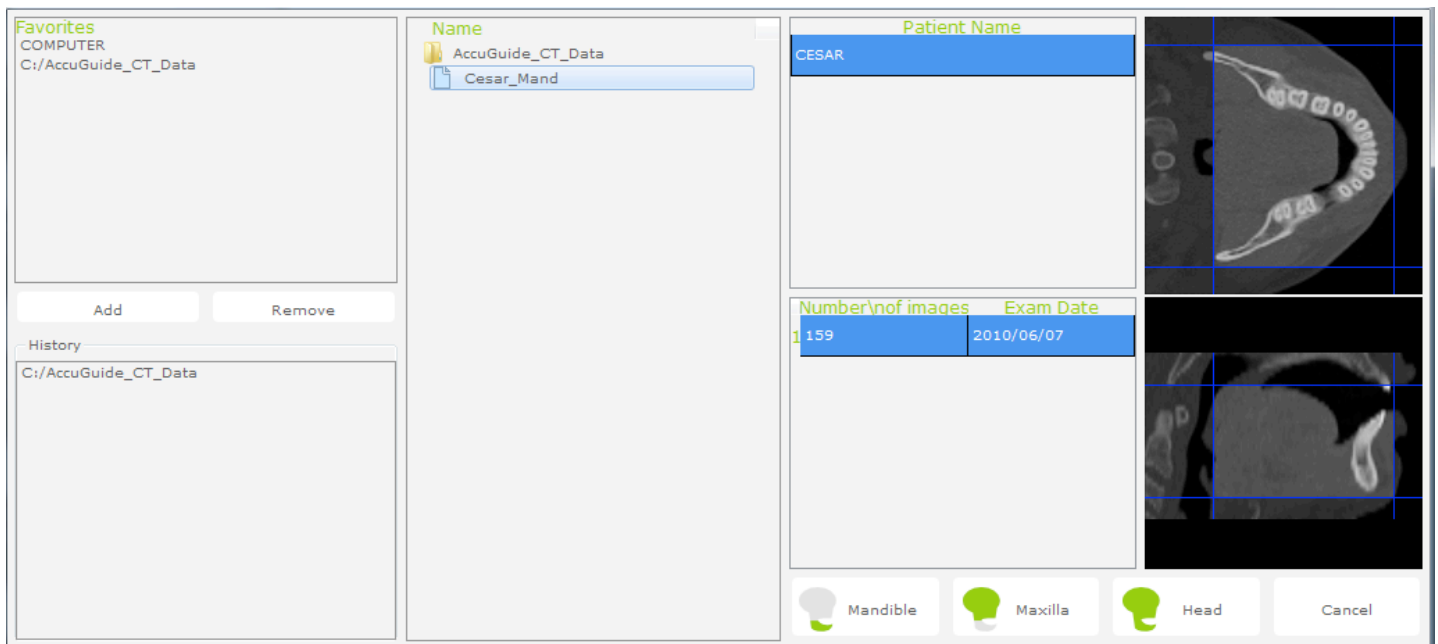 Favorites
COMPUTER
C:/AccuGuide_CT_Data
Add
Remove
History
C:/AccuGuide_CT_Data
Name
AccuGuide_CT_Data
Cesar_Mand
Patient Name
CESAR
Number\nof images Exam Date
1 159 2010/06/07
Mandible
Maxilla
Head
Cancel